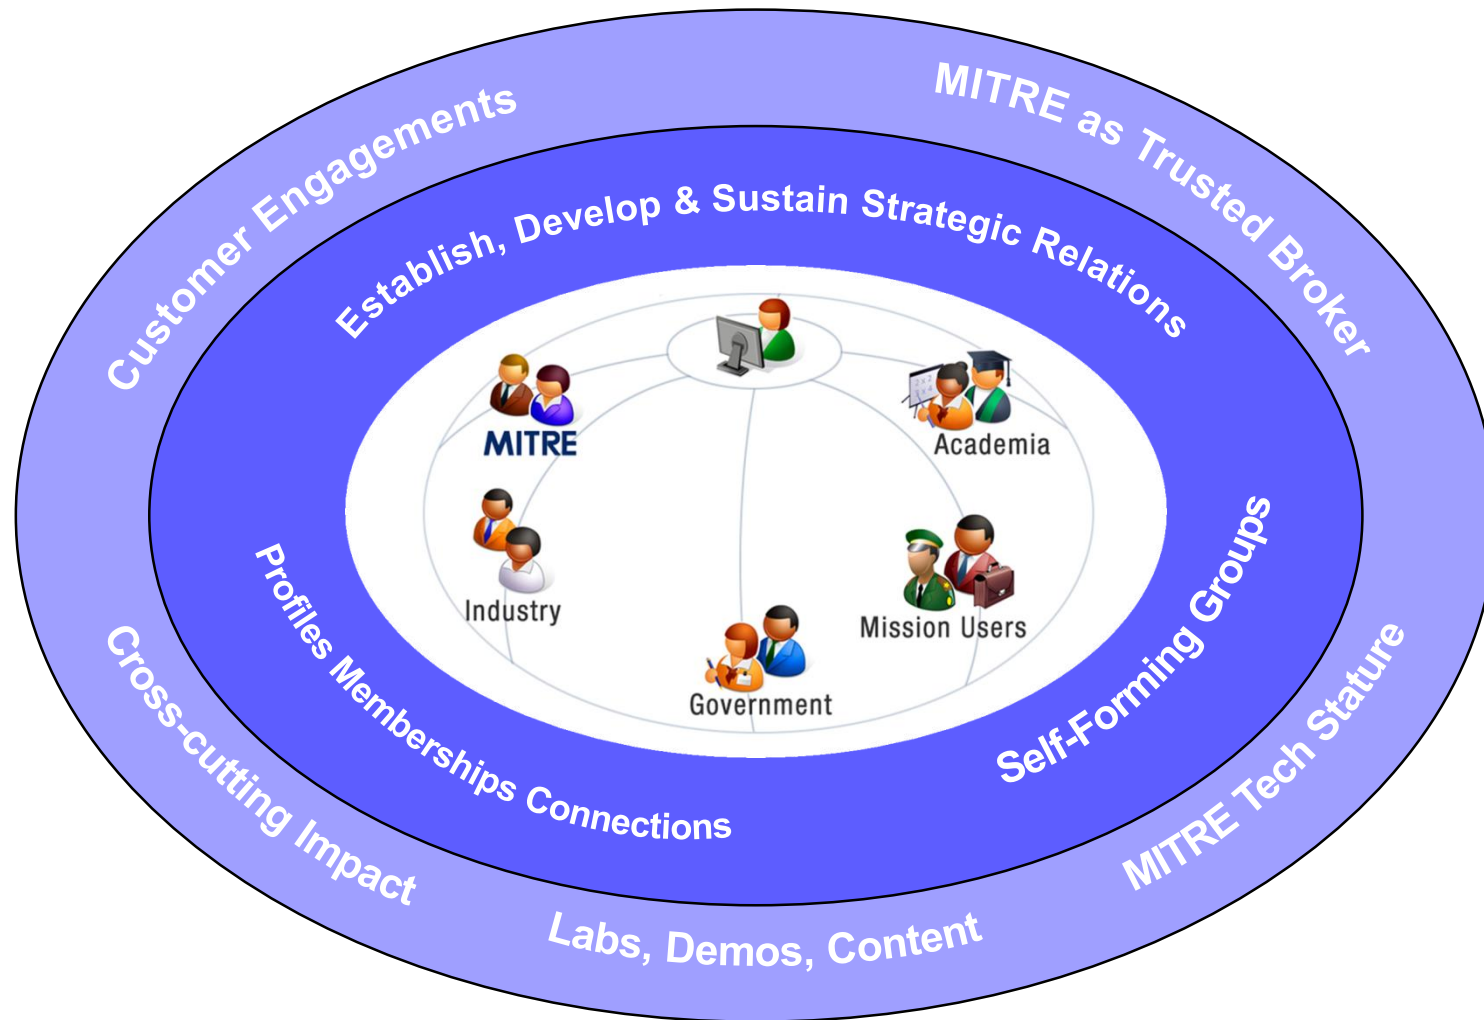 Customer Engagements
MITRE as Trusted Broker
Establish, Develop & Sustain Strategic Relations
MITRE
Academia
Industry
Mission Users
Government
Profiles Memberships Connections
Self-Forming Groups
Cross-cutting Impact
MITRE Tech Stature
Labs, Demos, Content